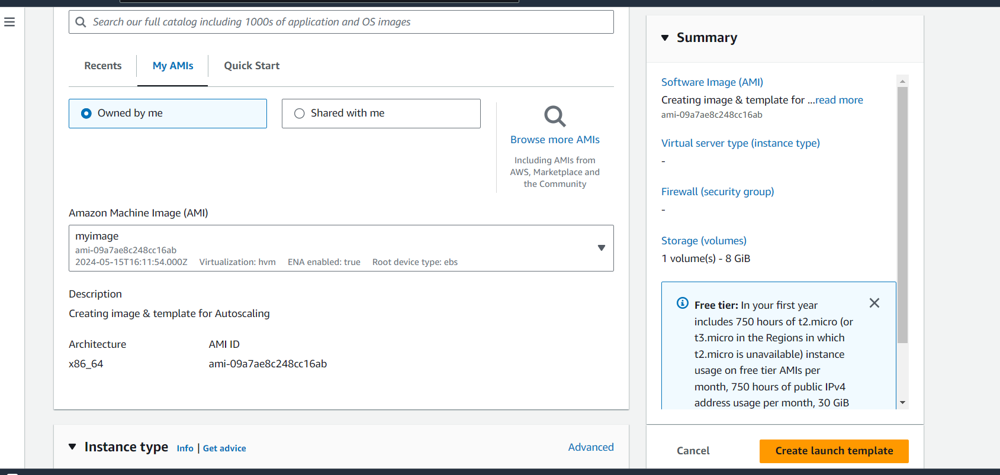 Search our full catalog including 1000s of application and OS images
Recents
My AMIs
Quick Start
Owned by me
Shared with me
Browse more AMIs
Including AMIs from
AWS, Marketplace and
the Community
Amazon Machine Image (AMI)
myimage
ami-09a7ae8c248cc16ab
2024-05-15T16:11:54.000Z Virtualization: hvm ENA enabled: true Root device type: ebs
Description
Creating image & template for Autoscaling
Architecture AMI ID
x86_64 ami-09a7ae8c248cc16ab
Instance type Info | Get advice
Advanced
Summary
Software Image (AMI)
Creating image & template for ...read more
ami-09a7ae8c248cc16ab
Virtual server type (instance type)
-
Firewall (security group)
-
Storage (volumes)
1 volume(s) - 8 GiB
Free tier: In your first year
includes 750 hours of t2.micro (or
t3.micro in the Regions in which
t2.micro is unavailable) instance
usage on free tier AMIs per
month, 750 hours of public IPv4
address usage per month, 30 GiB
Cancel
Create launch template